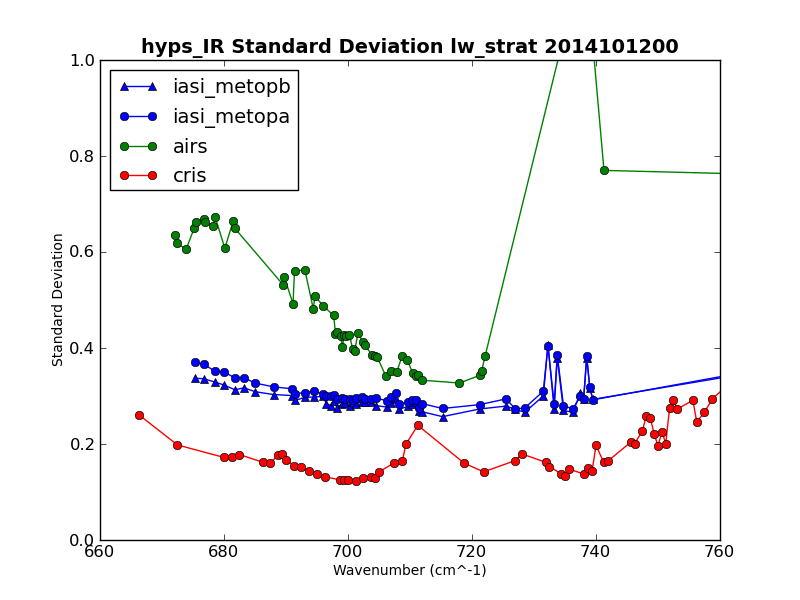 hyps_IR Standard Deviation lw_strat 2014101200
iasi_metopb
iasi_metopa
airs
cris
Standard Deviation
1.0
0.8
0.6
0.4
0.2
0.0
660 680 700 720 740 760
Wavenumber (cm^-1)